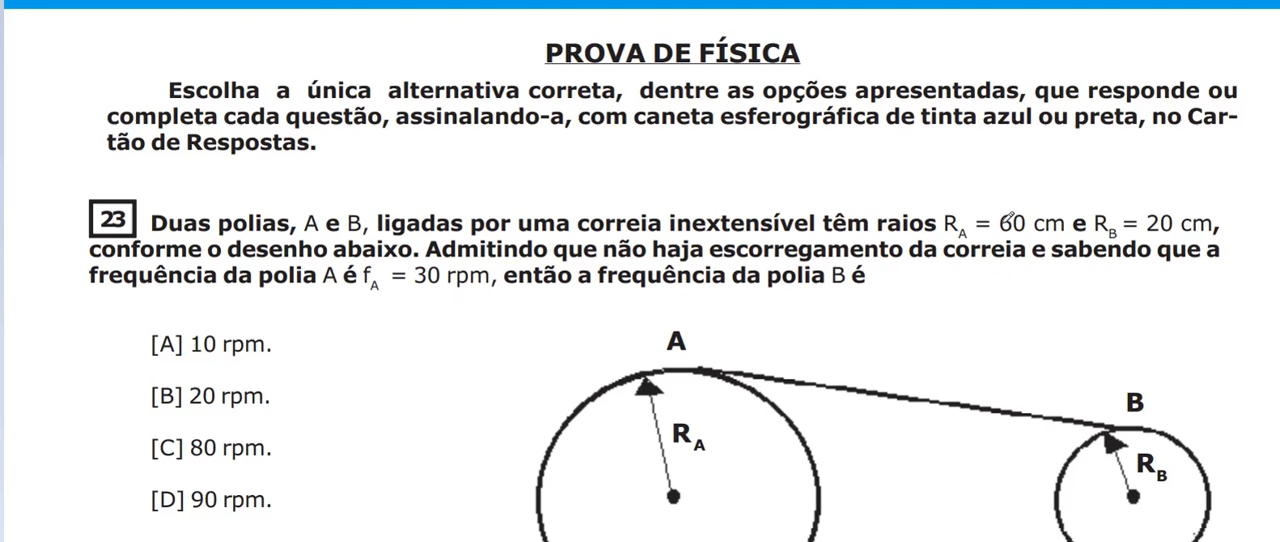 PROVA DE FÍSICA
Escolha a única alternativa correta, dentre as opções apresentadas, que responde ou
completa cada questão, assinalando-a, com caneta esferográfica de tinta azul ou preta, no Car-
tão de Respostas.
23 Duas polias, A e B, ligadas por uma correia inextensível têm raios R_A = 60 cm e R_B = 20 cm,
conforme o desenho abaixo. Admitindo que não haja escorregamento da correia e sabendo que a
frequência da polia A é f_A = 30 rpm, então a frequência da polia B é
[A] 10 rpm.
[B] 20 rpm.
[C] 80 rpm.
[D] 90 rpm.
A
B
R_A
R_B